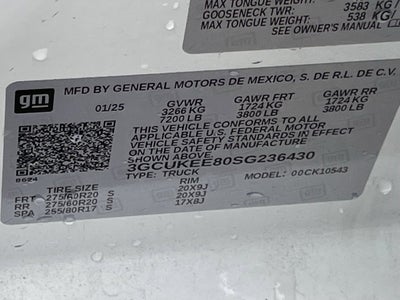 MAX TONGUE WEIGHT:
GOOSENECK TWR: 3583 KG/
MAX TONGUE WEIGHT: 538 KG/
SEE OWNER'S MANUAL
gm
MFD BY GENERAL MOTORS DE MEXICO, S. DE R.L. DE C.V.
01/25 GVWR GAWR FRT GAWR RR
3266 KG 1724 KG 1724 KG
7200 LB 3800 LB 3800 LB
THIS VEHICLE CONFORMS TO ALL
APPLICABLE U.S. FEDERAL MOTOR
VEHICLE SAFETY STANDARDS IN EFFECT
ON THE DATE OF MANUFACTURE
SHOWN ABOVE
3GCUKEE80SG236430
8624
TYPE: TRUCK MODEL: 00CK10543
TIRE SIZE RIM
FRT 275/60R20 S 20X9J
RR 275/60R20 S 20X9J
SPA 255/80R17 S 17X8J